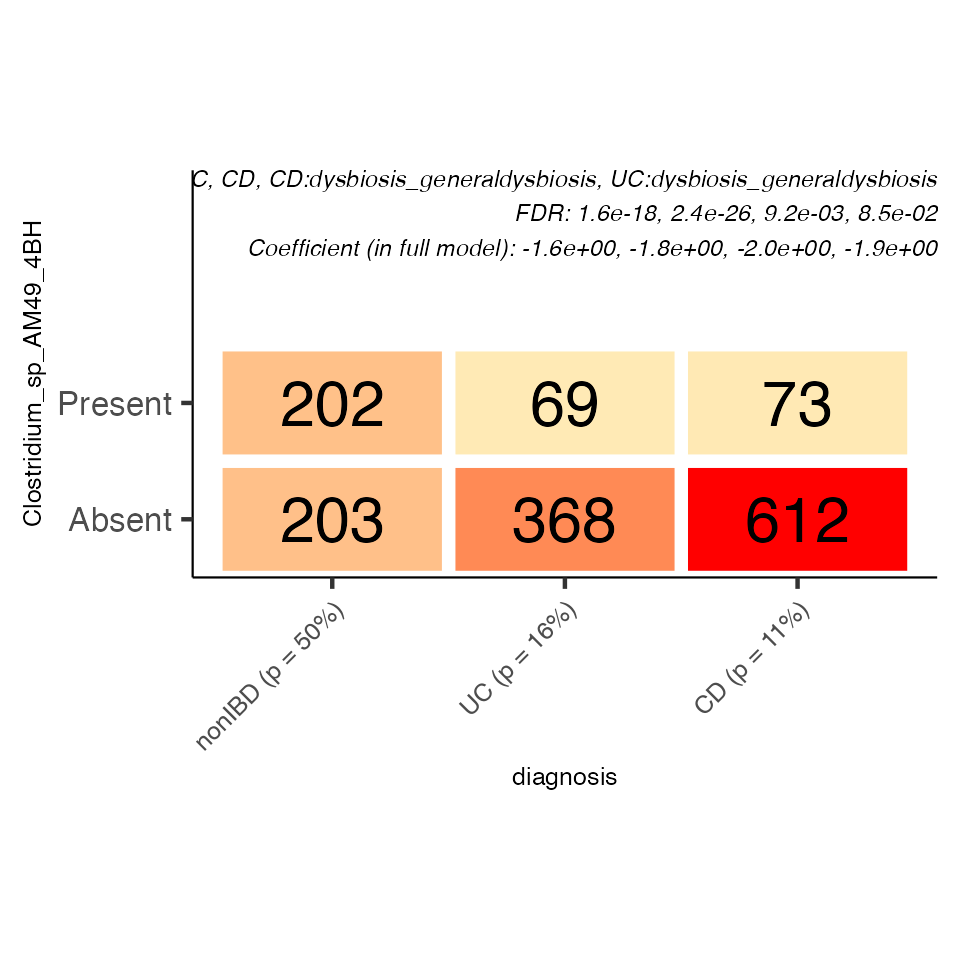 C, CD, CD:dysbiosis_generaldysbiosis, UC:dysbiosis_generaldysbiosis
FDR: 1.6e-18, 2.4e-26, 9.2e-03, 8.5e-02
Coefficient (in full model): -1.6e+00, -1.8e+00, -2.0e+00, -1.9e+00
Clostridium_sp_AM49_4BH
Present
202
69
73
Absent
203
368
612
nonIBD (p = 50%)
UC (p = 16%)
CD (p = 11%)
diagnosis